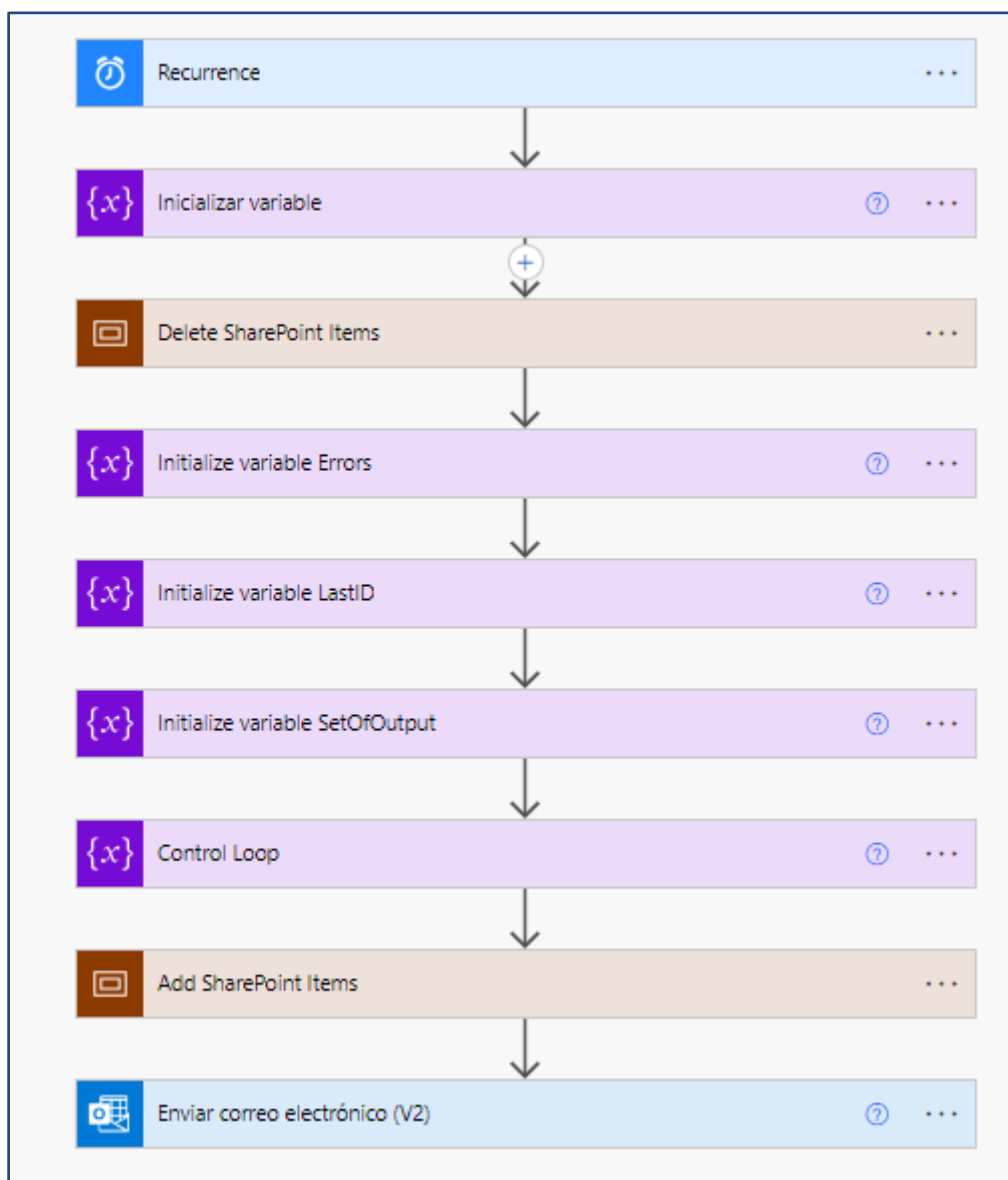 Recurrence
{x} Inicializar variable
Delete SharePoint Items
{x} Initialize variable Errors
{x} Initialize variable LastID
{x} Initialize variable SetOfOutput
{x} Control Loop
Add SharePoint Items
Enviar correo electrónico (V2)